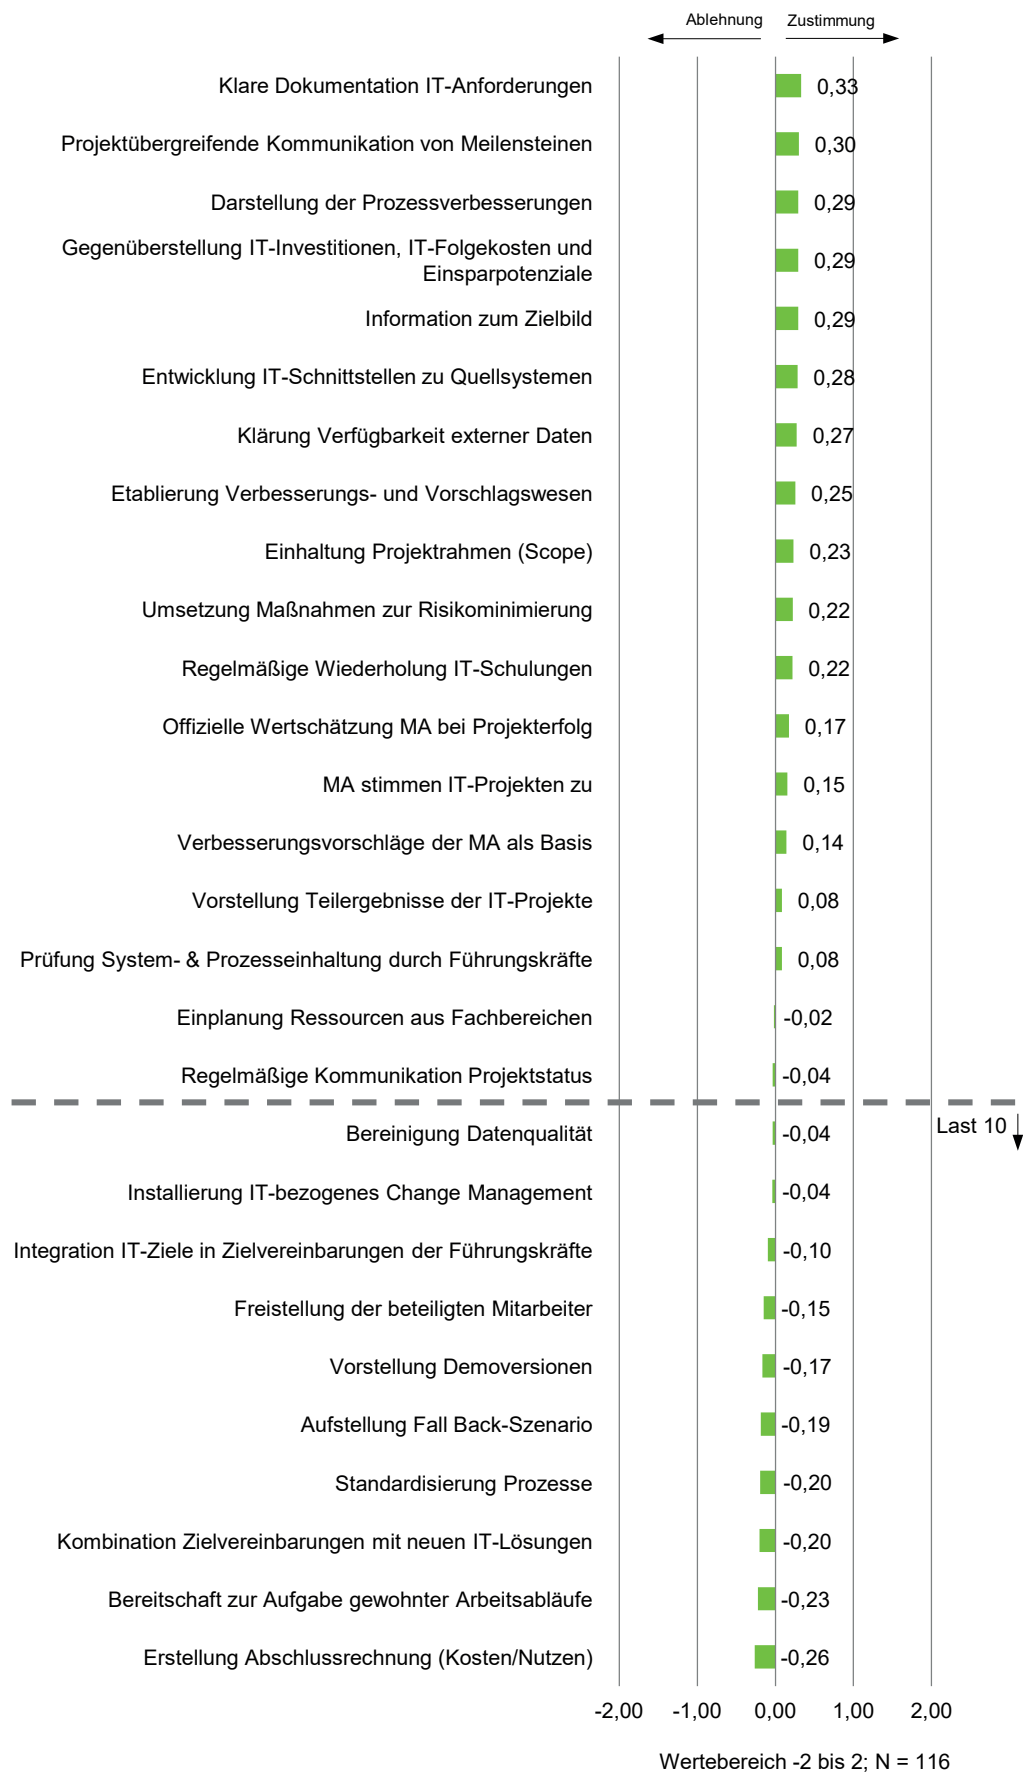 Ablehnung Zustimmung
Klare Dokumentation IT-Anforderungen 0,33
Projektübergreifende Kommunikation von Meilensteinen 0,30
Darstellung der Prozessverbesserungen 0,29
Gegenüberstellung IT-Investitionen, IT-Folgekosten und
Einsparpotenziale 0,29
Information zum Zielbild 0,29
Entwicklung IT-Schnittstellen zu Quellsystemen 0,28
Klärung Verfügbarkeit externer Daten 0,27
Etablierung Verbesserungs- und Vorschlagswesen 0,25
Einhaltung Projektrahmen (Scope) 0,23
Umsetzung Maßnahmen zur Risikominimierung 0,22
Regelmäßige Wiederholung IT-Schulungen 0,22
Offizielle Wertschätzung MA bei Projekterfolg 0,17
MA stimmen IT-Projekten zu 0,15
Verbesserungsvorschläge der MA als Basis 0,14
Vorstellung Teilergebnisse der IT-Projekte 0,08
Prüfung System- & Prozesseinhaltung durch Führungskräfte 0,08
Einplanung Ressourcen aus Fachbereichen -0,02
Regelmäßige Kommunikation Projektstatus -0,04
Last 10
Bereinigung Datenqualität -0,04
Installierung IT-bezogenes Change Management -0,04
Integration IT-Ziele in Zielvereinbarungen der Führungskräfte -0,10
Freistellung der beteiligten Mitarbeiter -0,15
Vorstellung Demoversionen -0,17
Aufstellung Fall Back-Szenario -0,19
Standardisierung Prozesse -0,20
Kombination Zielvereinbarungen mit neuen IT-Lösungen -0,20
Bereitschaft zur Aufgabe gewohnter Arbeitsabläufe -0,23
Erstellung Abschlussrechnung (Kosten/Nutzen) -0,26
-2,00 -1,00 0,00 1,00 2,00
Wertebereich -2 bis 2; N = 116